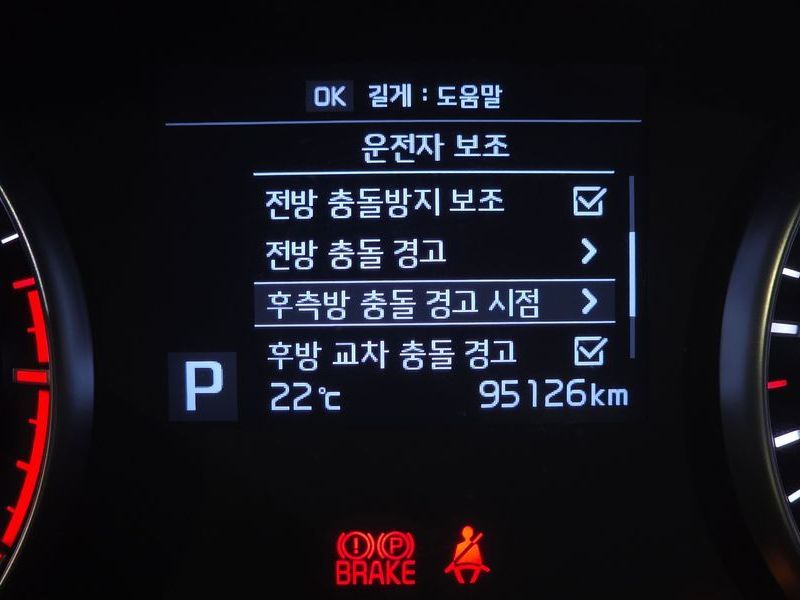 OK 길게 : 도움말
운전자 보조
전방 충돌방지 보조
전방 충돌 경고
후측방 충돌 경고 시점
후방 교차 충돌 경고
P
22℃ 95126km
(!) (P)
BRAKE